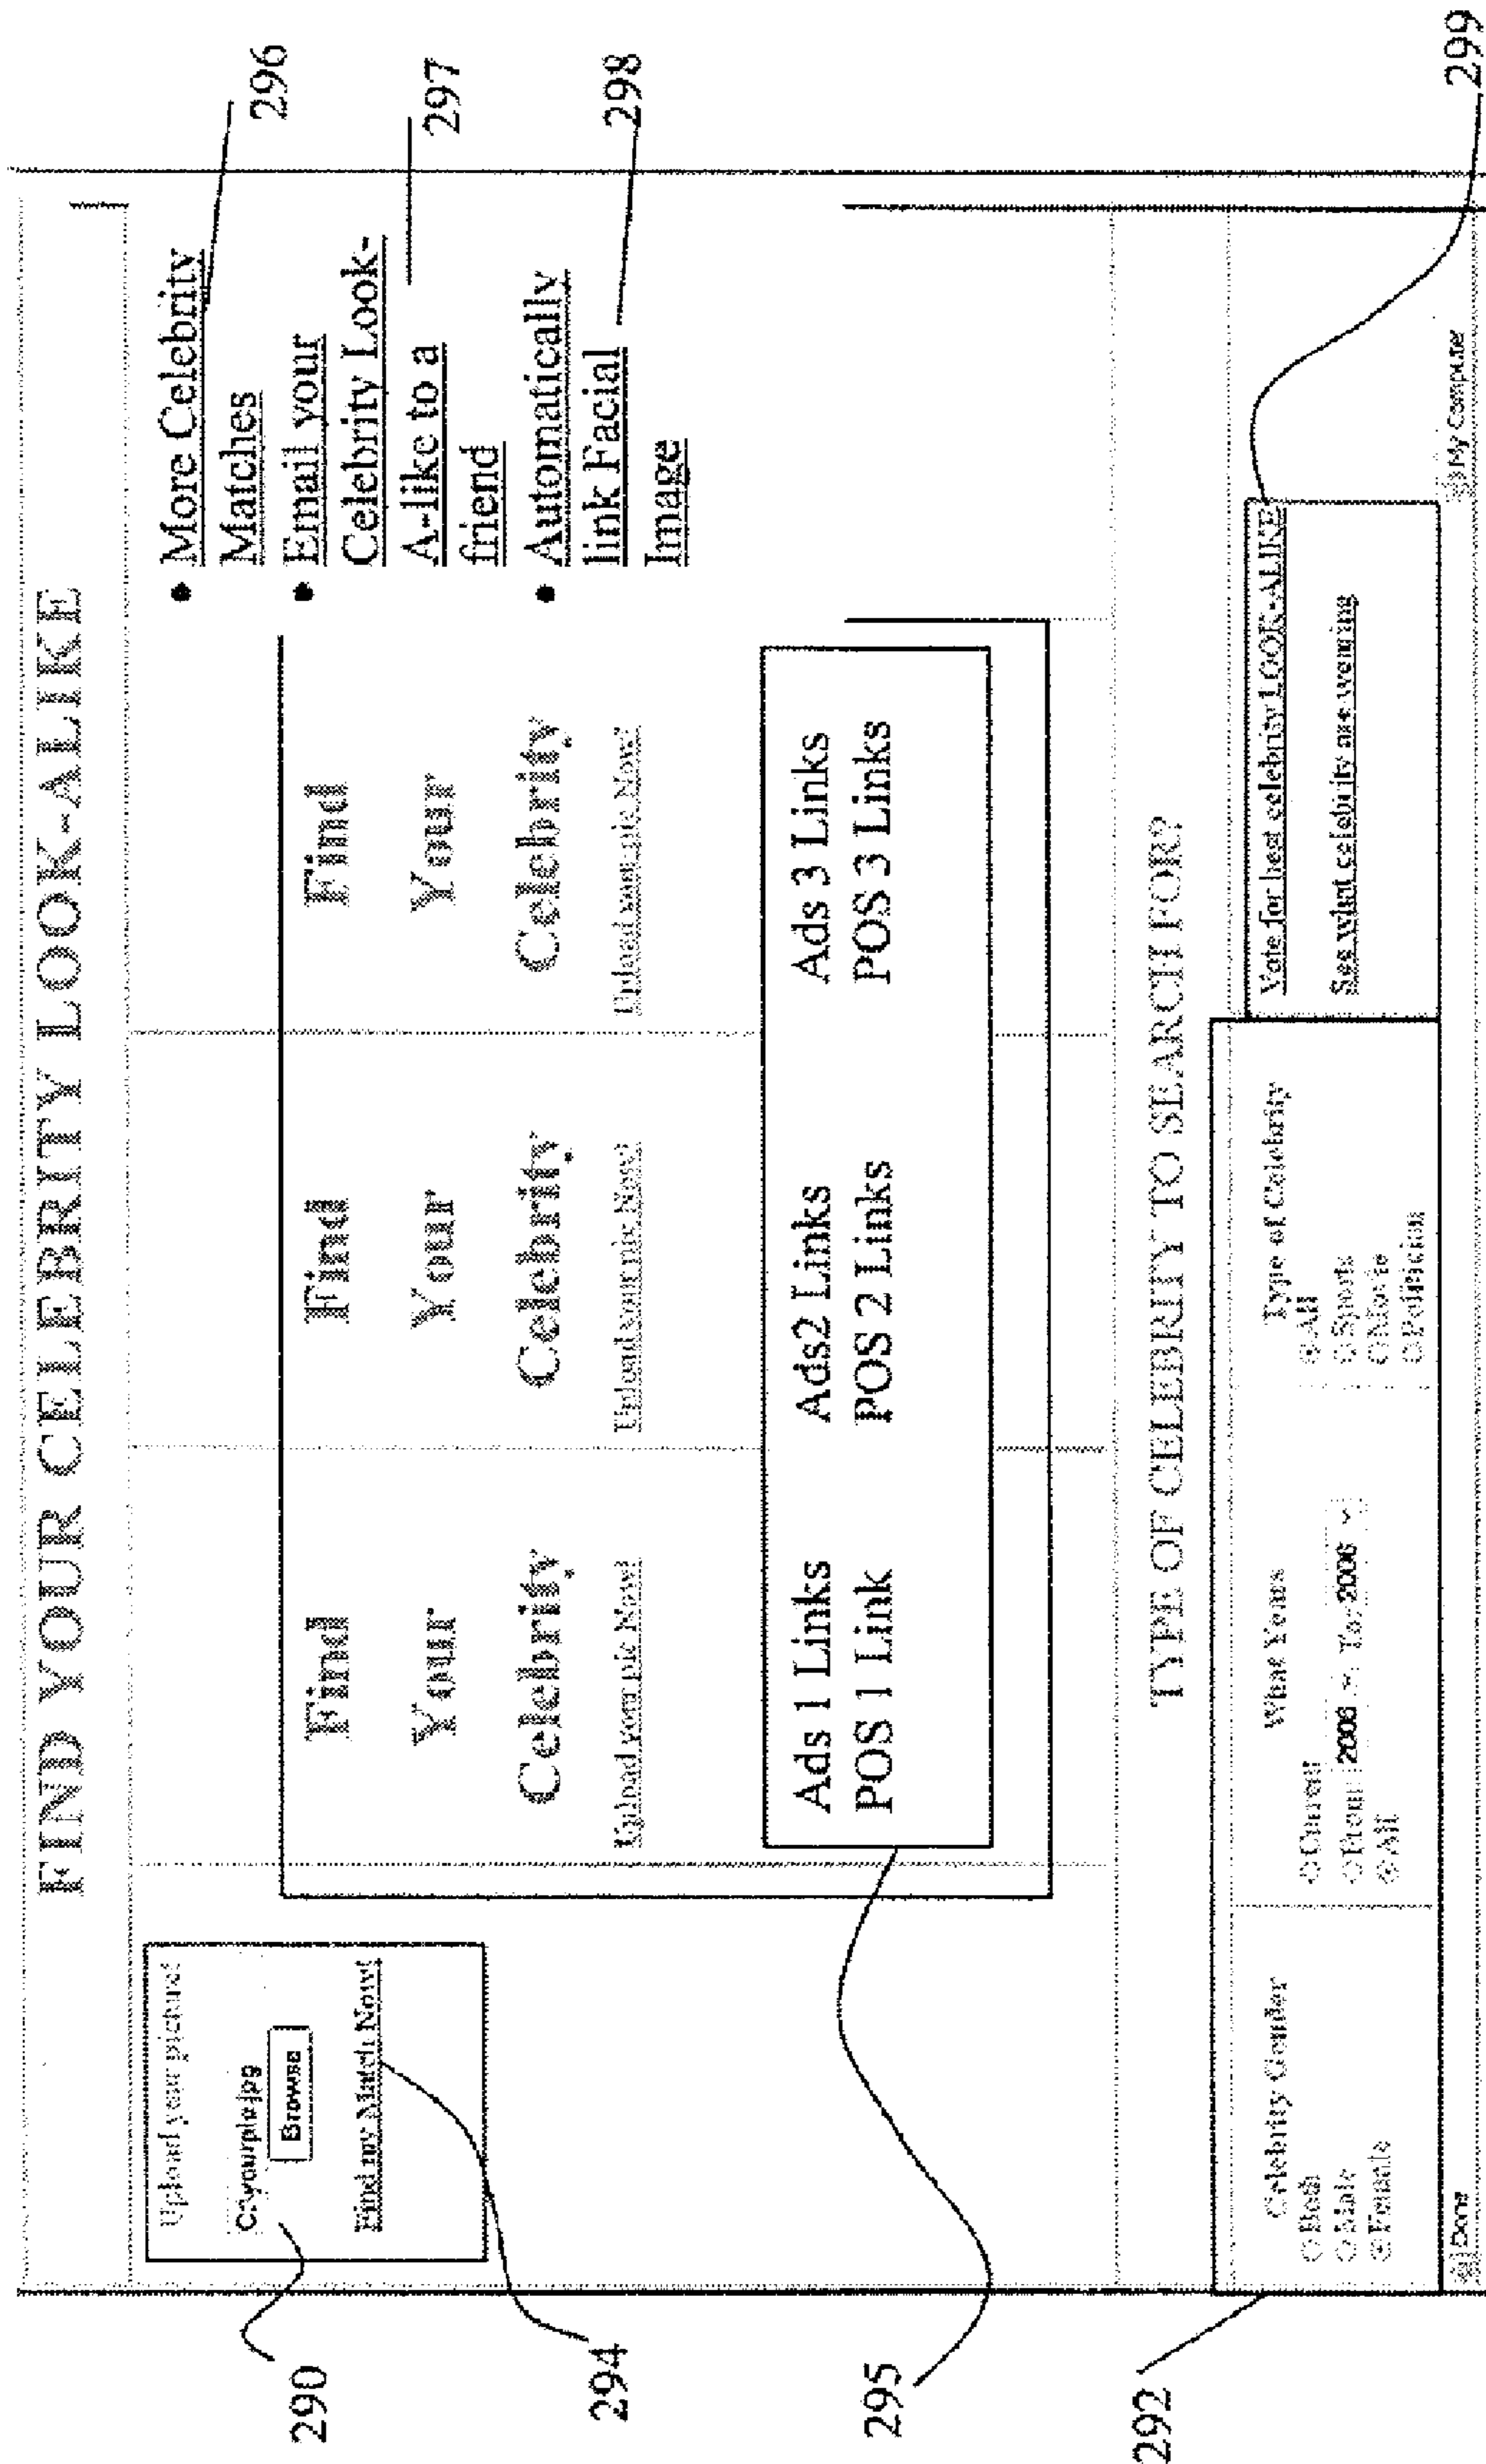 FIND YOUR CELEBRITY LOOK-ALIKE
Upload your picture!
C:\yourpic.jpg
Browse
Find my Match Now!
Find
Your
Celebrity
Upload your pic Now!
Find
Your
Celebrity
Upload your pic Now!
Find
Your
Celebrity
Upload your pic Now!
Ads 1 Links
POS 1 Link
Ads2 Links
POS 2 Links
Ads 3 Links
POS 3 Links
• More Celebrity
Matches
• Email your
Celebrity Look-
A-like to a
friend
• Automatically
link Facial
Image
TYPE OF CELEBRITY TO SEARCH FOR?
Celebrity Gender
Both
Male
Female
What Years
Current
From: 2006 To: 2006
All
Type of Celebrity
All
Sports
Movie
Politician
Vote for best celebrity LOOK-ALIKE
See what celebrity are wearing
Done
My Computer
290
294
295
292
296
297
298
299